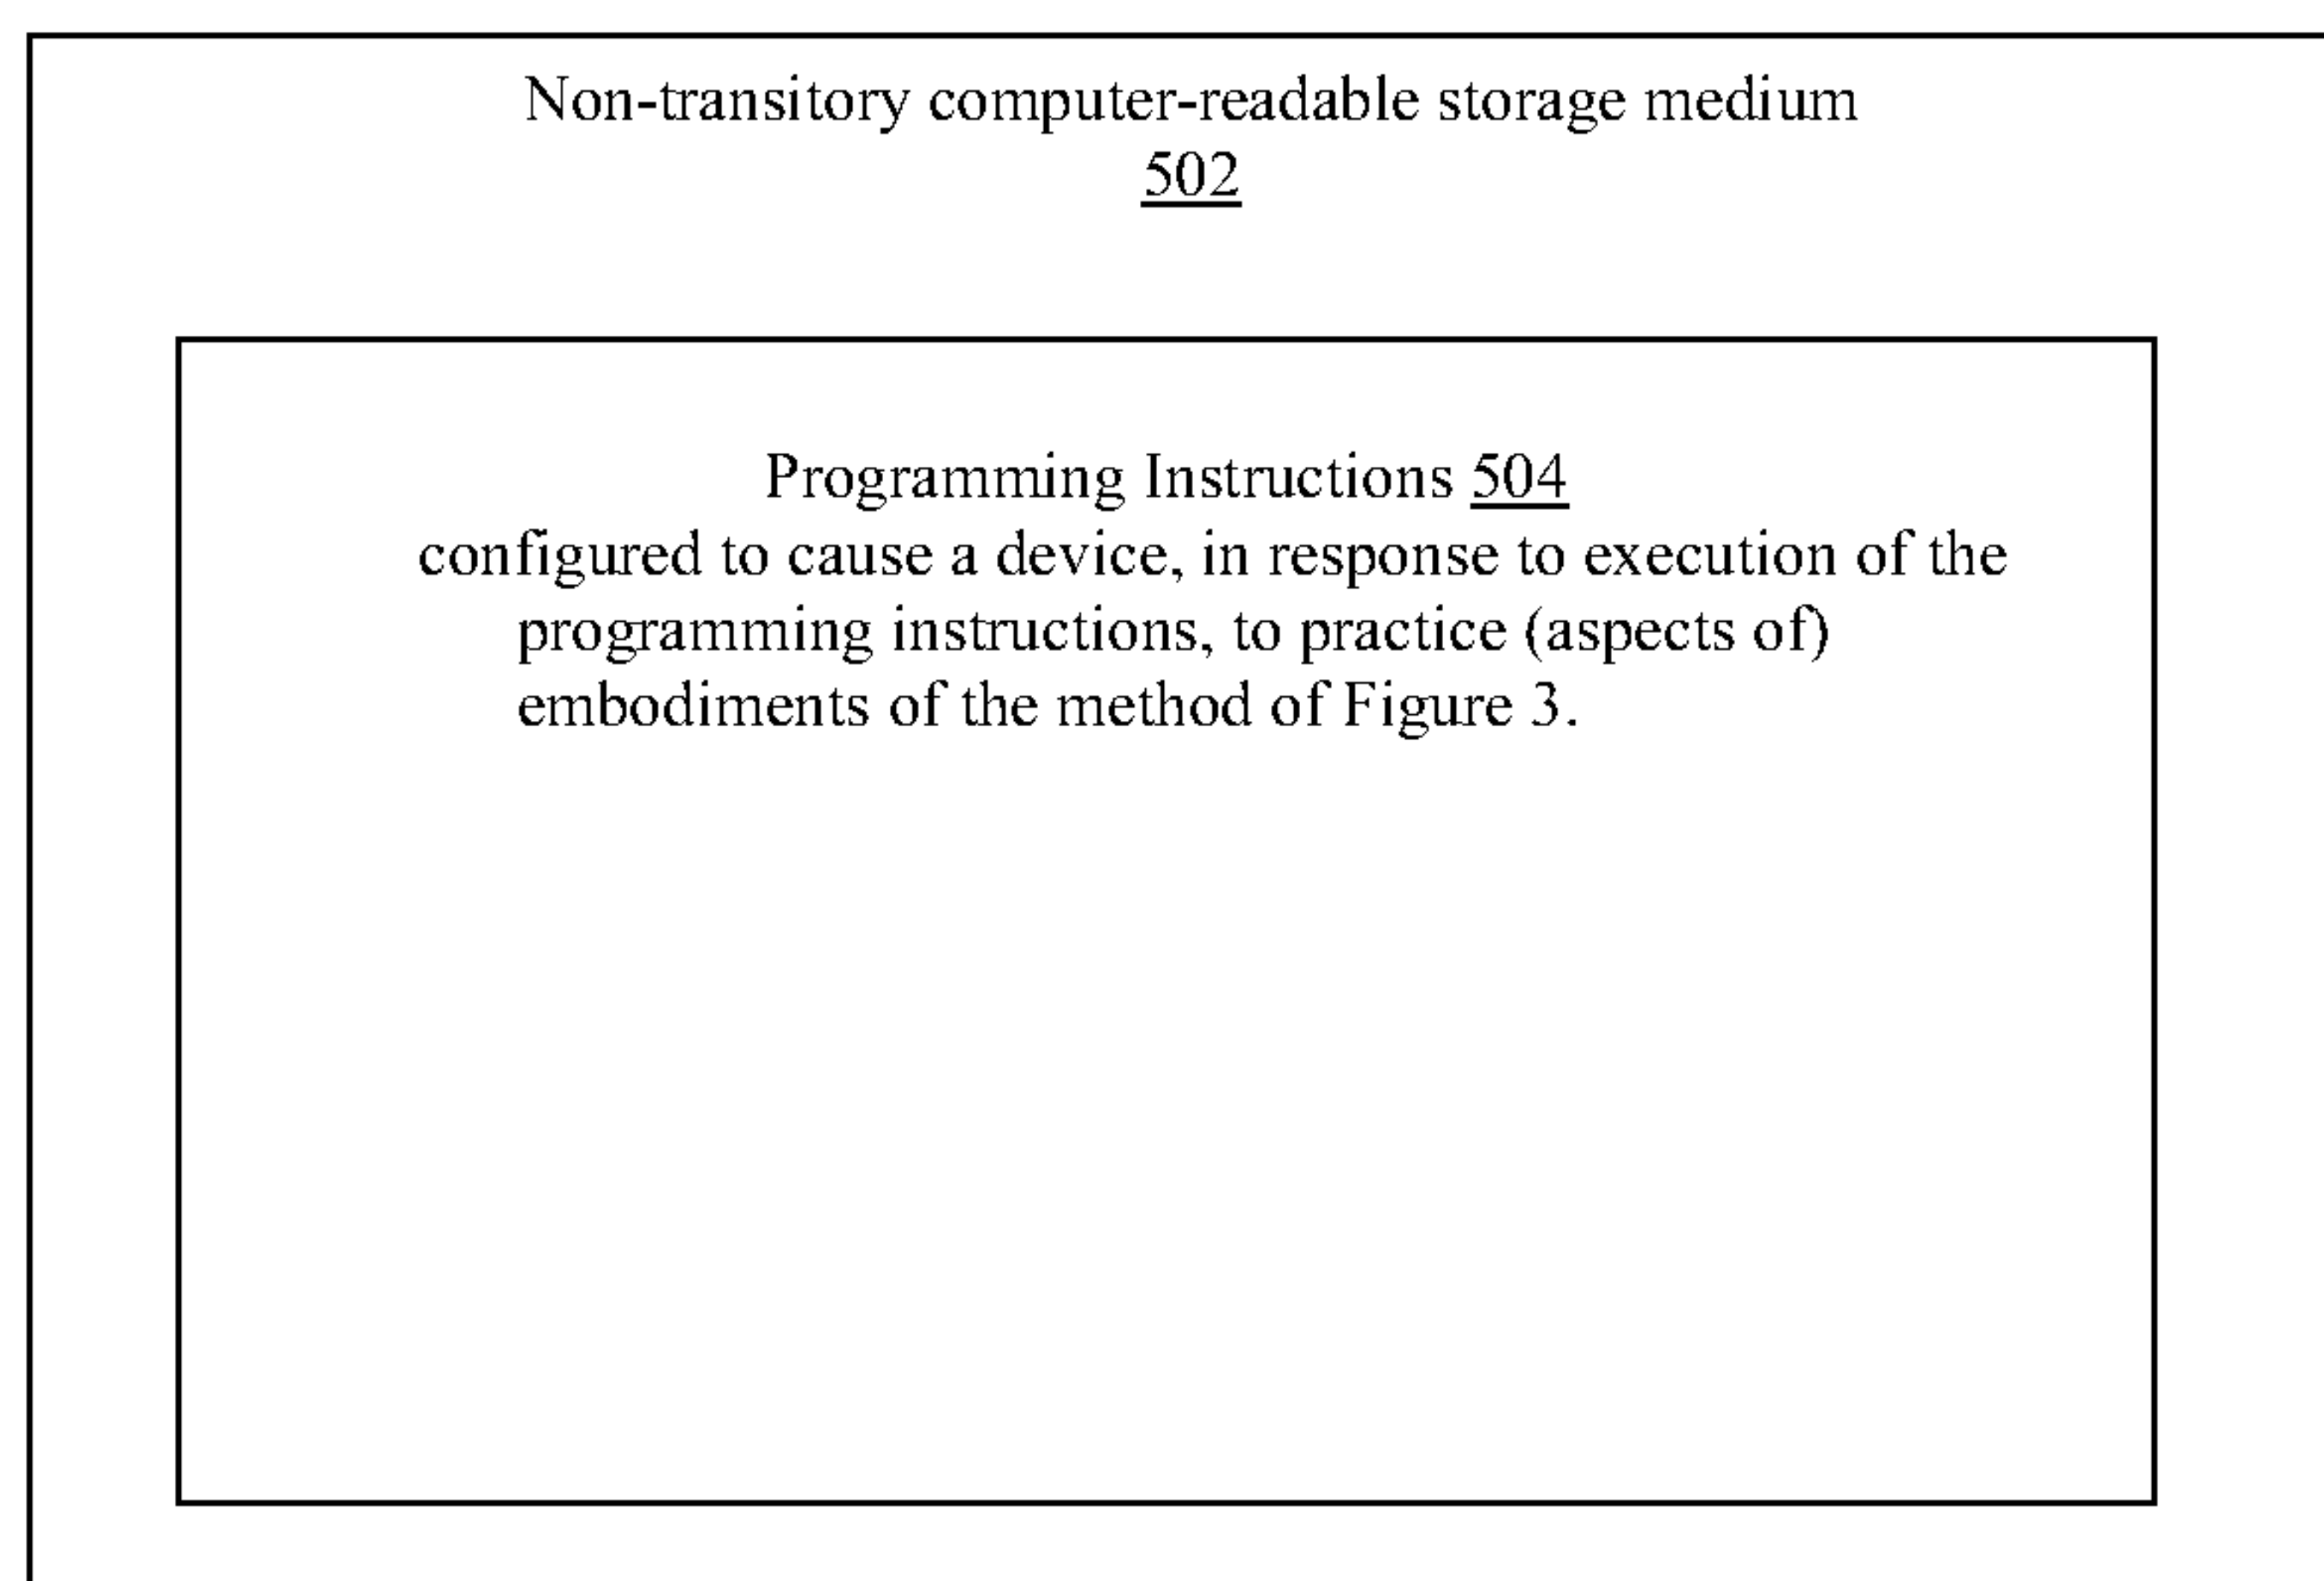 Non-transitory computer-readable storage medium
502
Programming Instructions 504
configured to cause a device, in response to execution of the
programming instructions, to practice (aspects of)
embodiments of the method of Figure 3.